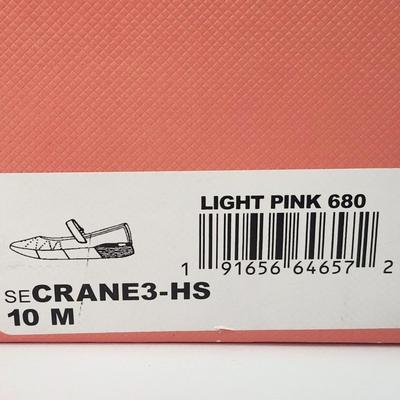 LIGHT PINK 680
1 91656 64657 2
SECRANE3-HS
10 M